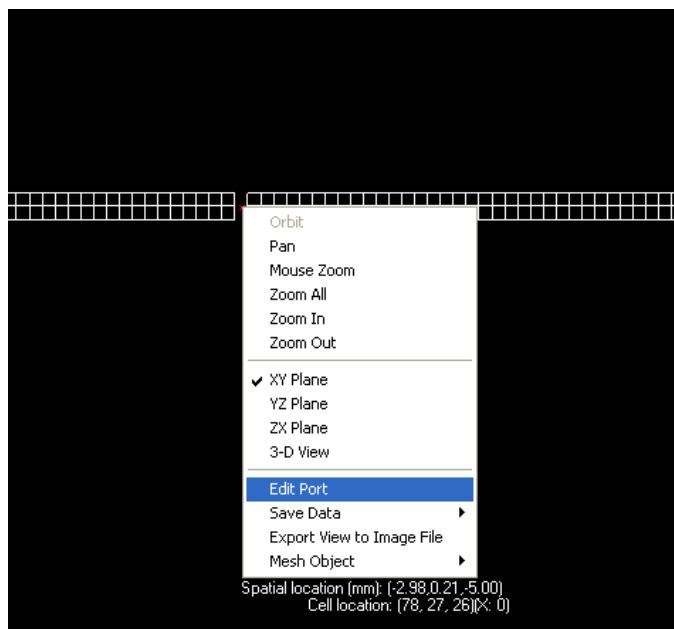 Orbit
Pan
Mouse Zoom
Zoom All
Zoom In
Zoom Out
XY Plane
YZ Plane
ZX Plane
3-D View
Edit Port
Save Data
Export View to Image File
Mesh Object
Spatial location (mm): (-2.98,0.21,-5.00)
Cell location: (78, 27, 26)(X: 0)